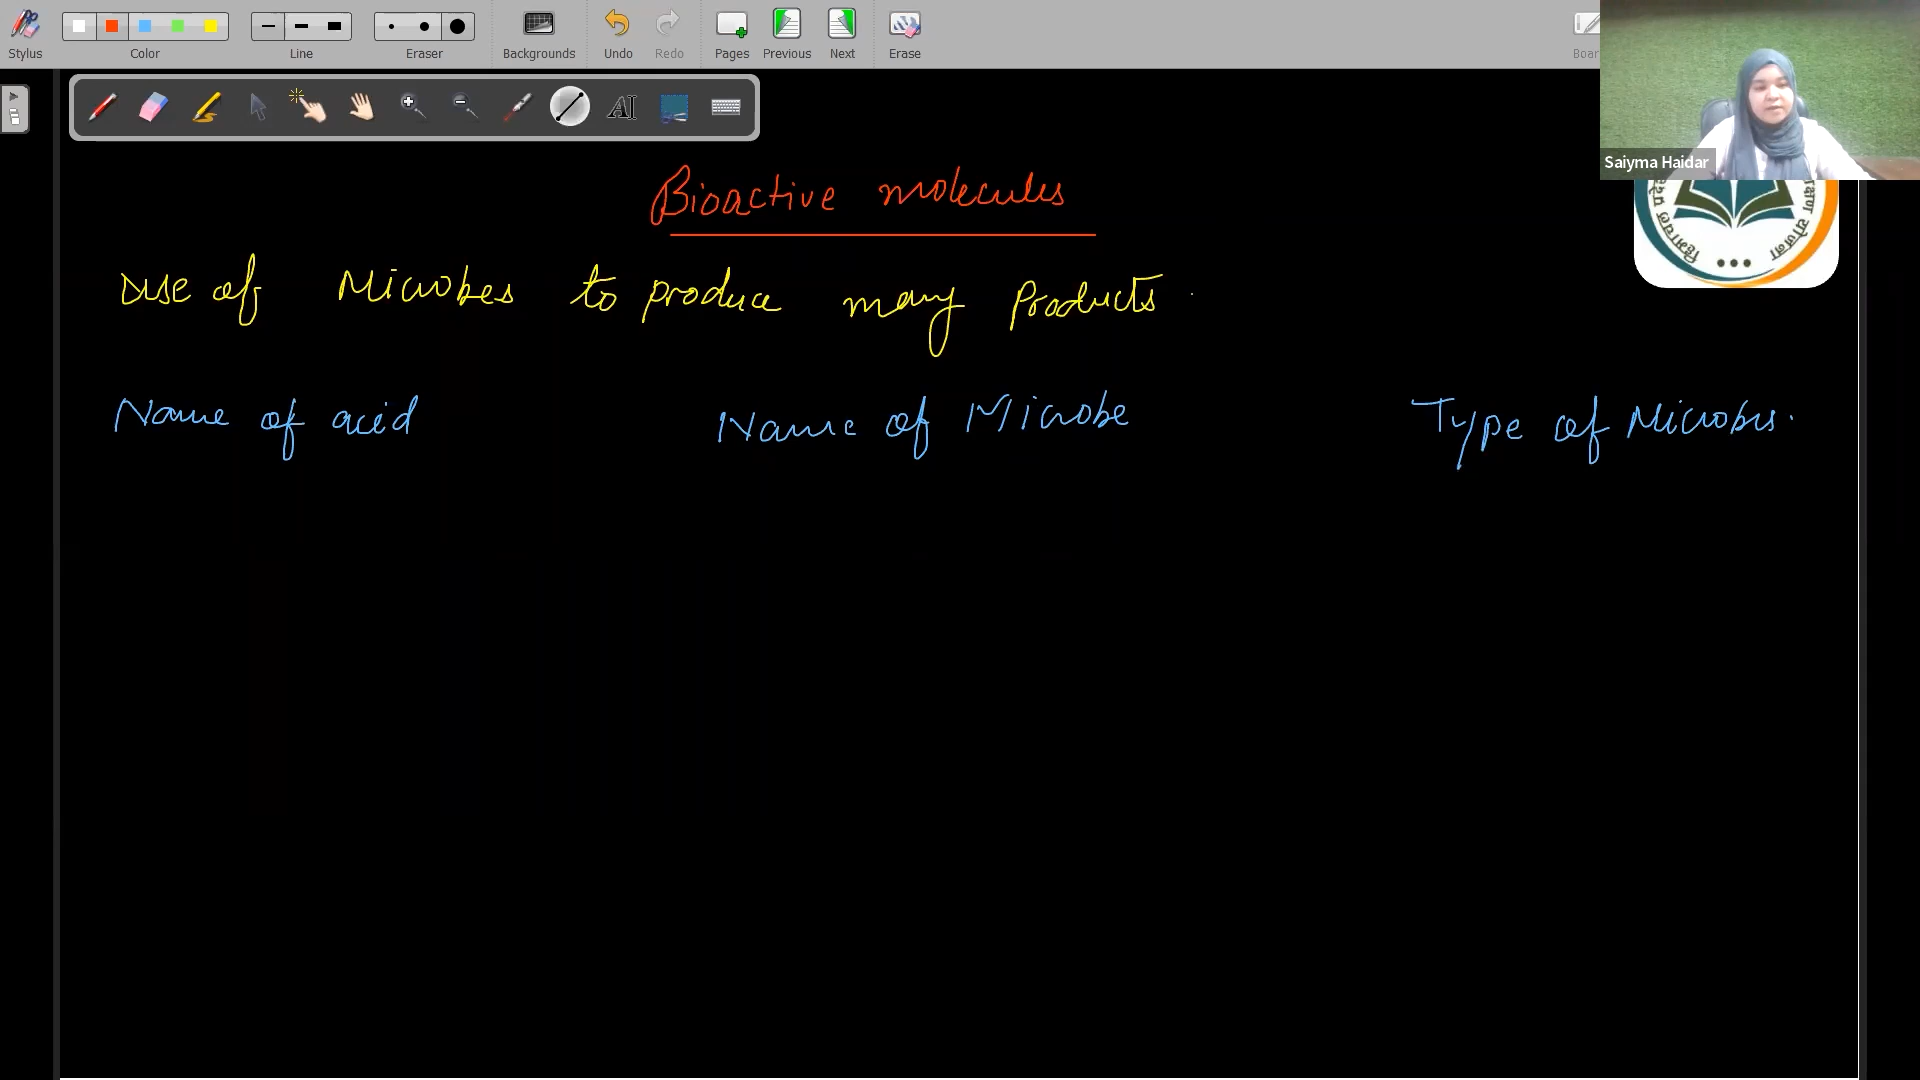 Stylus Color Line Eraser Backgrounds Undo Redo Pages Previous Next Erase Boar
Saiyma Haidar
Bioactive molecules
Use of Microbes to produce many Products.
Name of acid Name of Microbe Type of Microbes.